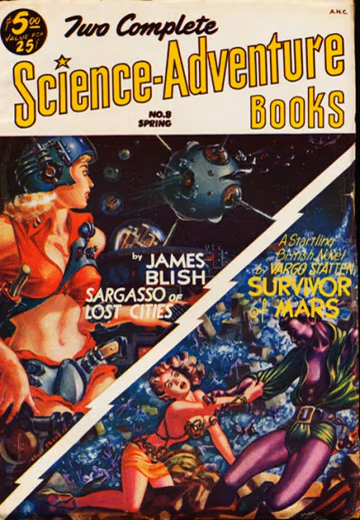 $5.00
VALUE FOR
25¢
A.N.C.
Two Complete
Science-Adventure
Books
NO.8
SPRING
by JAMES
BLISH
SARGASSO OF
LOST CITIES
A Startling
British Novel
by VARGO STATTEN
SURVIVOR
of MARS